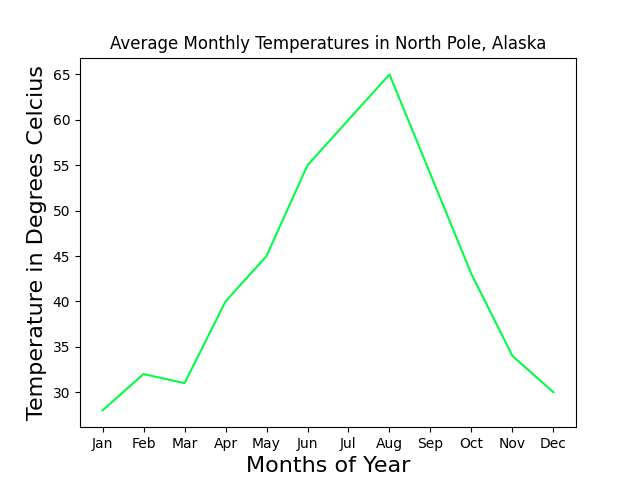 Average Monthly Temperatures in North Pole, Alaska
Temperature in Degrees Celcius
65
60
55
50
45
40
35
30
Jan Feb Mar Apr May Jun Jul Aug Sep Oct Nov Dec
Months of Year